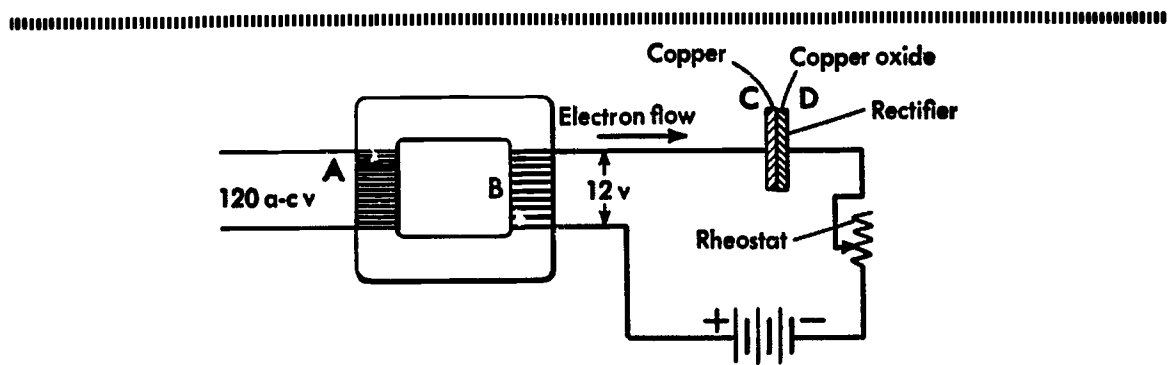 Copper
Copper oxide
C D
Rectifier
Electron flow
A
120 a-c v
B
12 v
Rheostat
+ −